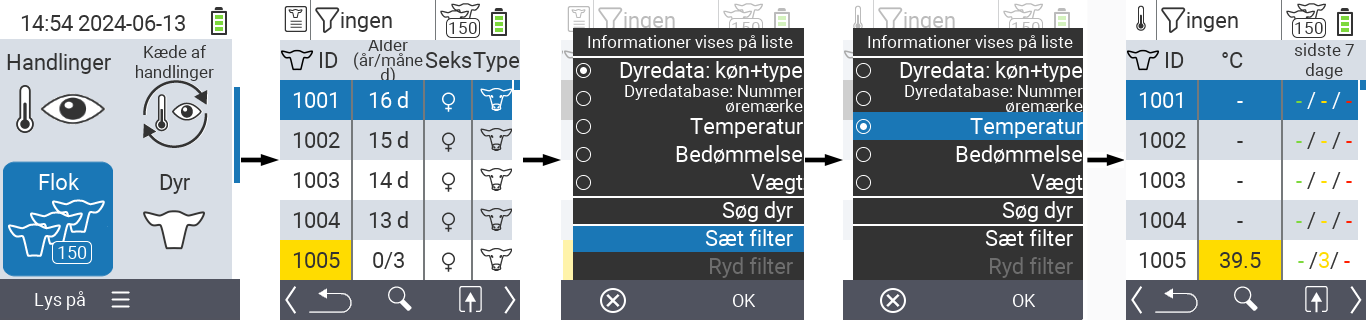 14:54 2024-06-13
Handlinger
Kæde af
handlinger
Flok
150
Dyr
Lys på
ingen
150
ID Alder (år/måne d) Seks Type
1001 16 d ♀
1002 15 d ♀
1003 14 d ♀
1004 13 d ♀
1005 0/3 ♀
ingen
150
Informationer vises på liste
Dyredata: køn+type
Dyredatabase: Nummer
øremærke
Temperatur
Bedømmelse
Vægt
Søg dyr
Sæt filter
Ryd filter
OK
ingen
150
Informationer vises på liste
Dyredata: køn+type
Dyredatabase: Nummer
øremærke
Temperatur
Bedømmelse
Vægt
Søg dyr
Sæt filter
Ryd filter
OK
ingen
150
ID °C sidste 7 dage
1001 - - / - / -
1002 - - / - / -
1003 - - / - / -
1004 - - / - / -
1005 39.5 - /3/ -